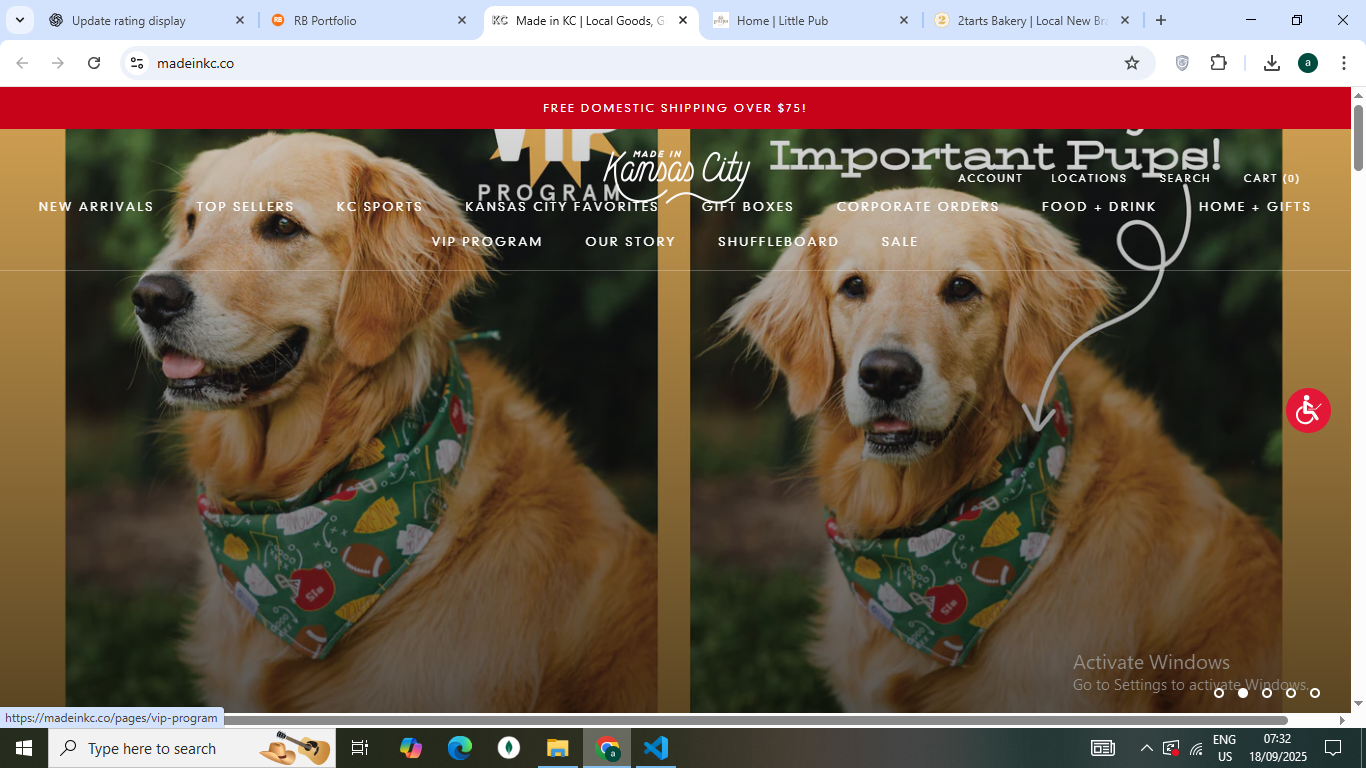 Update rating display
RB Portfolio
Made in KC | Local Goods, G
Home | Little Pub
2tarts Bakery | Local New Bra
madeinkc.co
a
FREE DOMESTIC SHIPPING OVER $75!
VIP
PROGRAM
Important Pups!
MADE IN
Kansas City
ACCOUNT LOCATIONS SEARCH CART (0)
NEW ARRIVALS TOP SELLERS KC SPORTS KANSAS CITY FAVORITES GIFT BOXES CORPORATE ORDERS FOOD + DRINK HOME + GIFTS
VIP PROGRAM OUR STORY SHUFFLEBOARD SALE
Activate Windows
Go to Settings to activate Windows.
https://madeinkc.co/pages/vip-program
Type here to search
ENG
US
07:32
18/09/2025